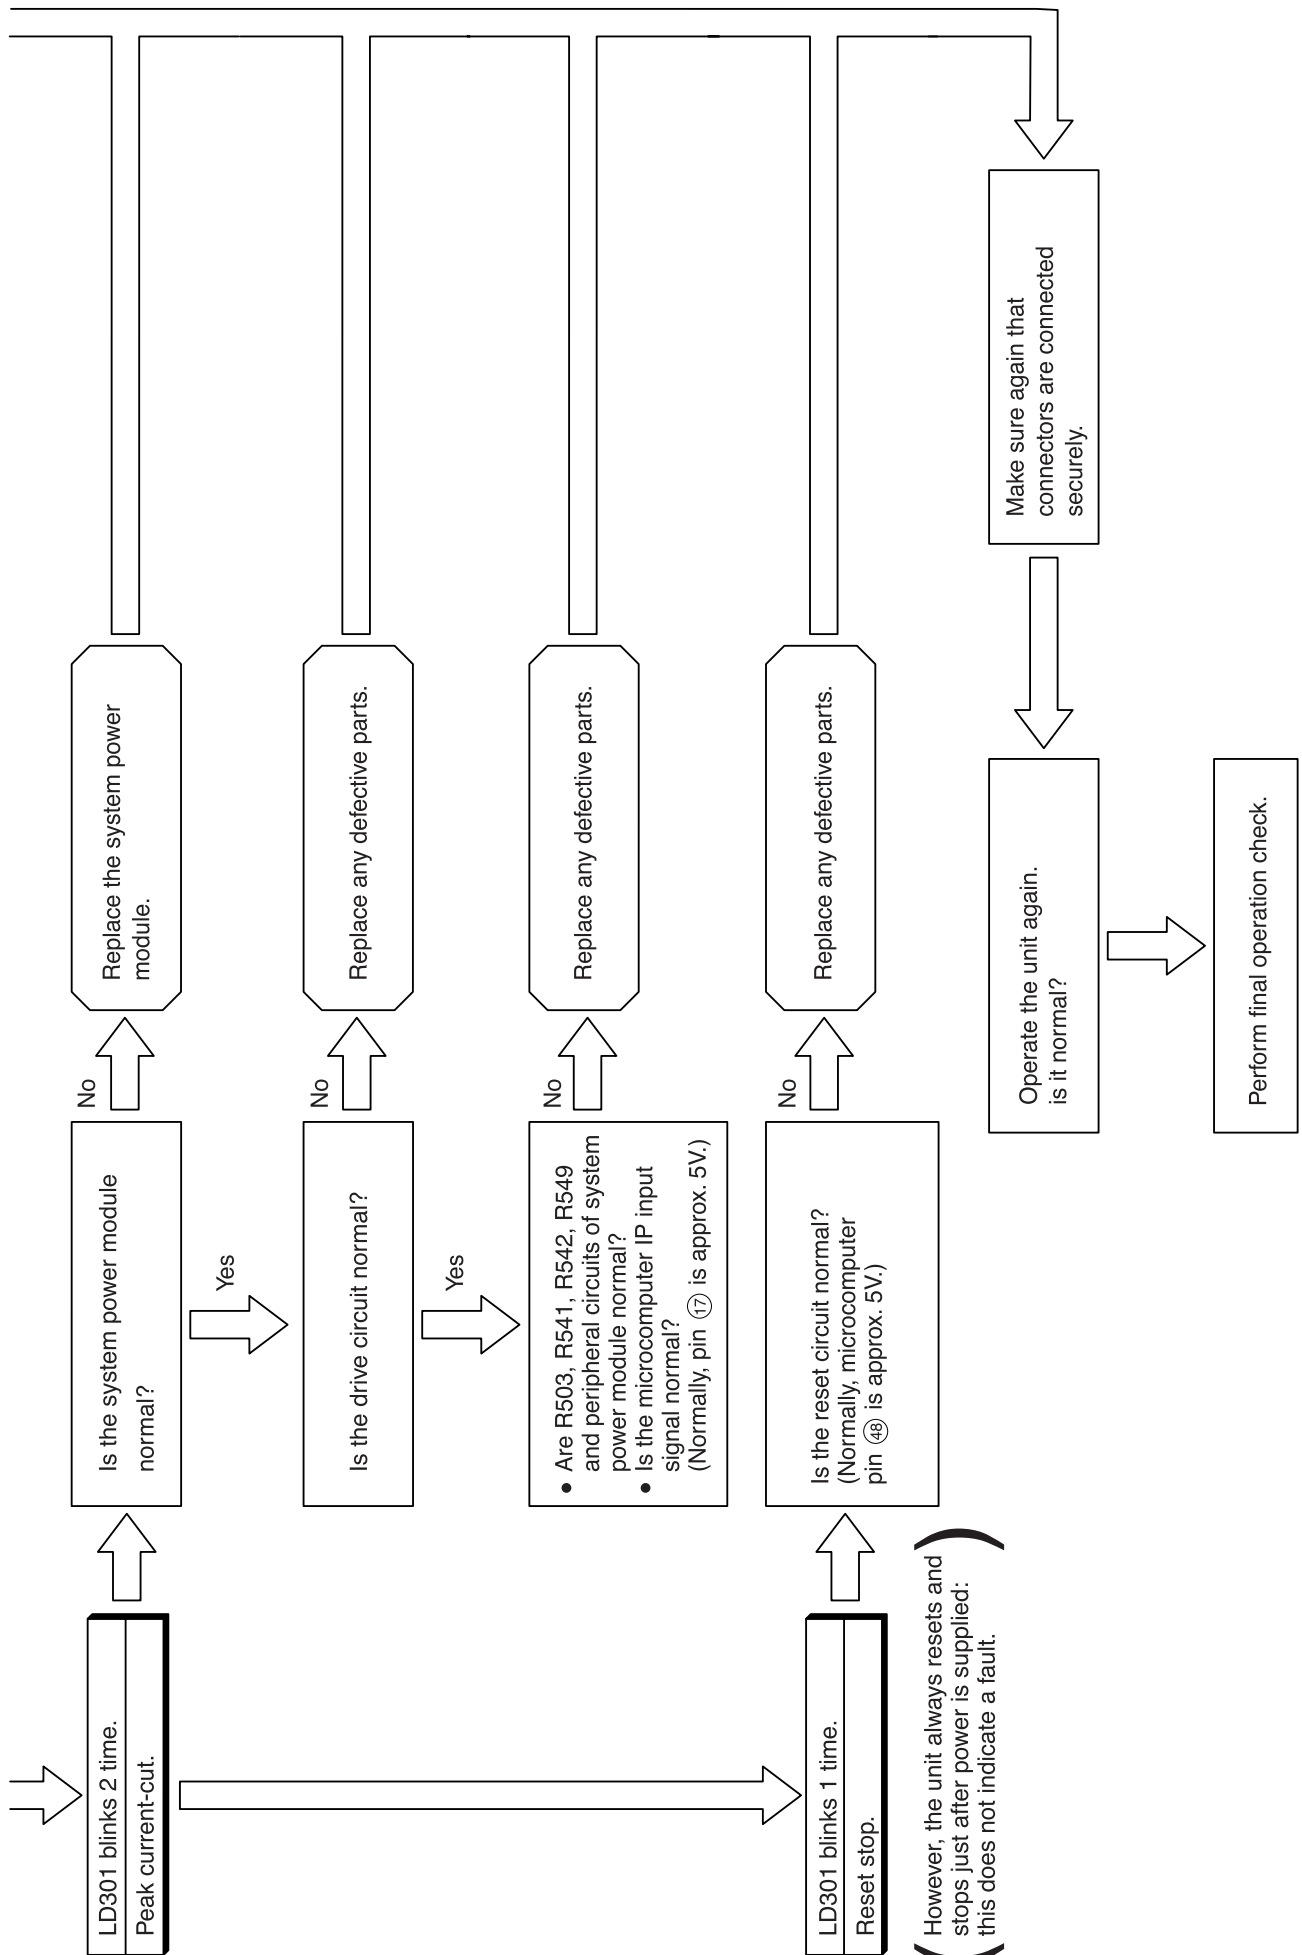 LD301 blinks 2 time.
Peak current-cut.
Is the system power module
normal?
No
Replace the system power
module.
Yes
Is the drive circuit normal?
No
Replace any defective parts.
Yes
● Are R503, R541, R542, R549
and peripheral circuits of system
power module normal?
● Is the microcomputer IP input
signal normal?
(Normally, pin ⑰ is approx. 5V.)
No
Replace any defective parts.
LD301 blinks 1 time.
Reset stop.
(However, the unit always resets and
stops just after power is supplied:
this does not indicate a fault.)
Is the reset circuit normal?
(Normally, microcomputer
pin ㊽ is approx. 5V.)
No
Replace any defective parts.
Make sure again that
connectors are connected
securely.
Operate the unit again.
is it normal?
Perform final operation check.